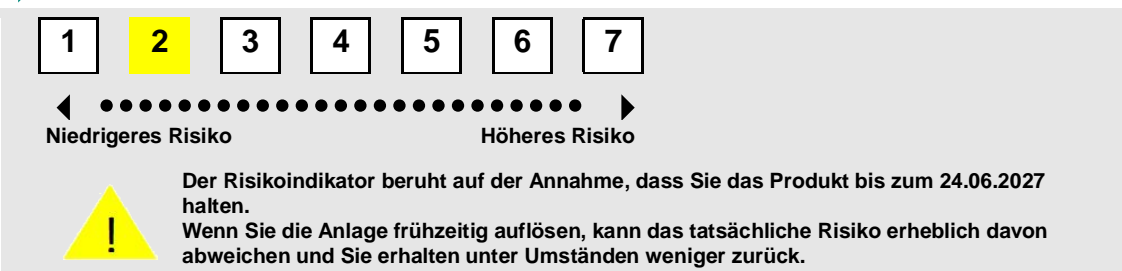 1 2 3 4 5 6 7
Niedrigeres Risiko Höheres Risiko
Der Risikoindikator beruht auf der Annahme, dass Sie das Produkt bis zum 24.06.2027
halten.
Wenn Sie die Anlage frühzeitig auflösen, kann das tatsächliche Risiko erheblich davon
abweichen und Sie erhalten unter Umständen weniger zurück.
!